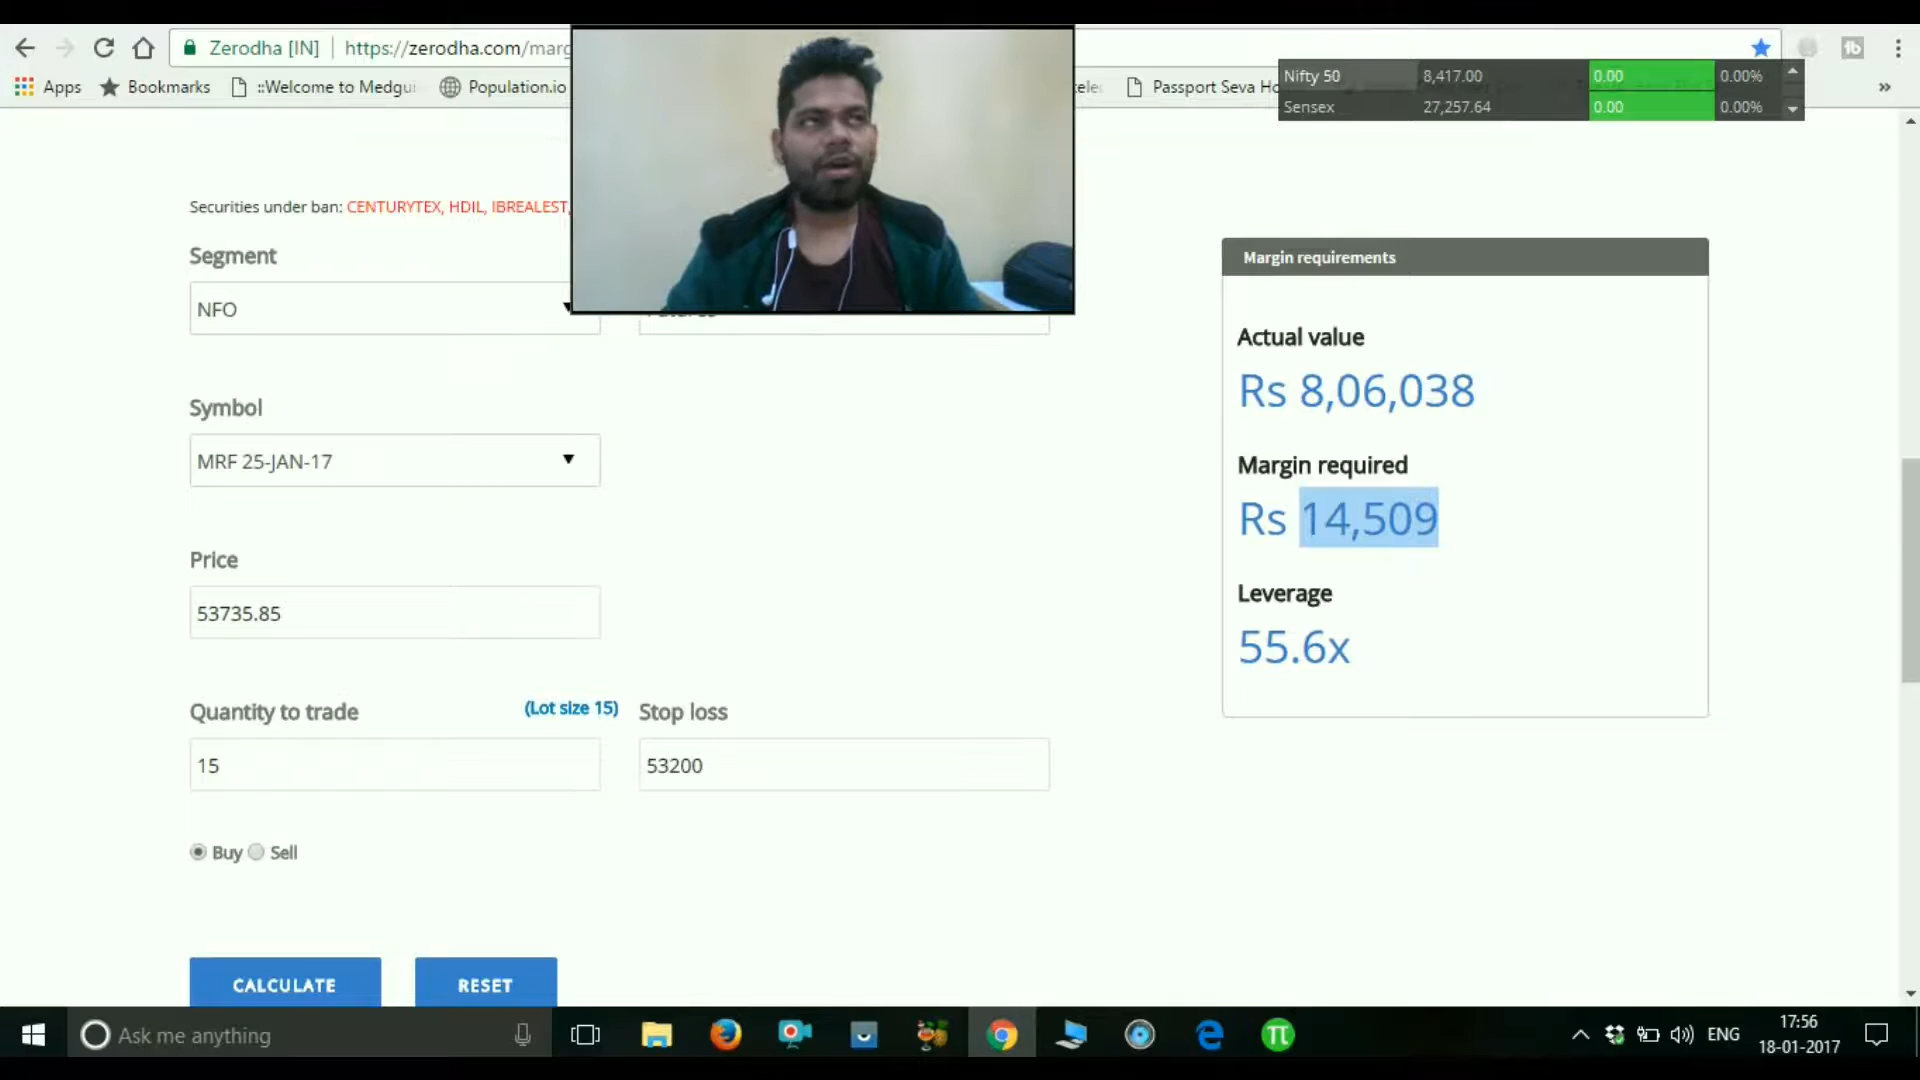 Zerodha [IN] | https://zerodha.com/marg
Apps Bookmarks ::Welcome to Medgui Population.io Passport Seva Ho
Nifty 50 8,417.00 0.00 0.00%
Sensex 27,257.64 0.00 0.00%
Securities under ban: CENTURYTEX, HDIL, IBREALEST,
Segment
NFO
Symbol
MRF 25-JAN-17
Price
53735.85
Quantity to trade (Lot size 15) Stop loss
15 53200
Buy Sell
CALCULATE RESET
Margin requirements
Actual value
Rs 8,06,038
Margin required
Rs 14,509
Leverage
55.6x
Ask me anything
ENG
17:56
18-01-2017